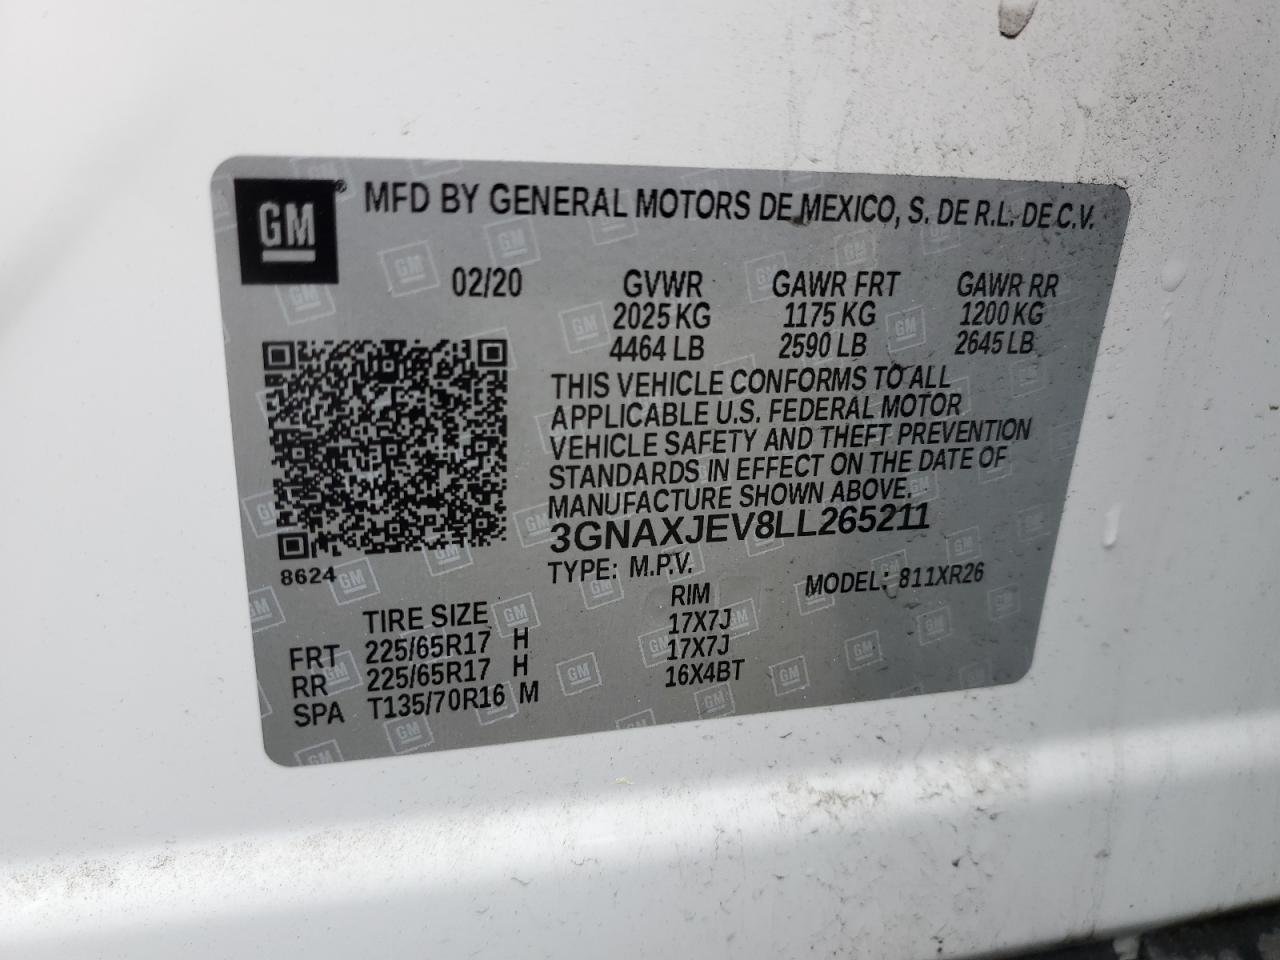 GM® MFD BY GENERAL MOTORS DE MEXICO, S. DE R.L. DE C.V.
02/20 GVWR GAWR FRT GAWR RR
2025 KG 1175 KG 1200 KG
4464 LB 2590 LB 2645 LB
THIS VEHICLE CONFORMS TO ALL
APPLICABLE U.S. FEDERAL MOTOR
VEHICLE SAFETY AND THEFT PREVENTION
STANDARDS IN EFFECT ON THE DATE OF
MANUFACTURE SHOWN ABOVE.
3GNAXJEV8LL265211
8624
TYPE: M.P.V. MODEL: 811XR26
TIRE SIZE RIM
FRT 225/65R17 H 17X7J
RR 225/65R17 H 17X7J
SPA T135/70R16 M 16X4BT